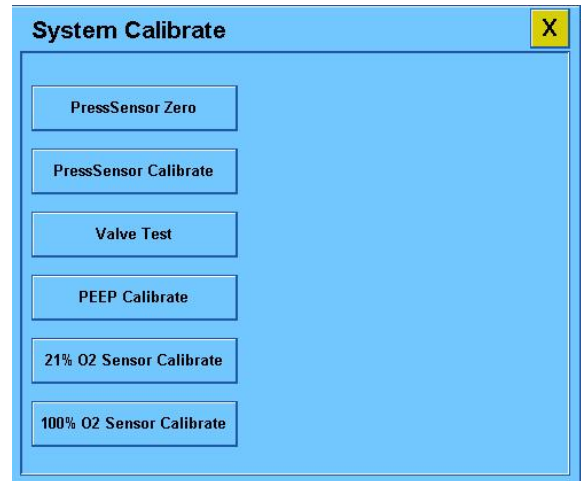 System Calibrate
X
PressSensor Zero
PressSensor Calibrate
Valve Test
PEEP Calibrate
21% O2 Sensor Calibrate
100% O2 Sensor Calibrate